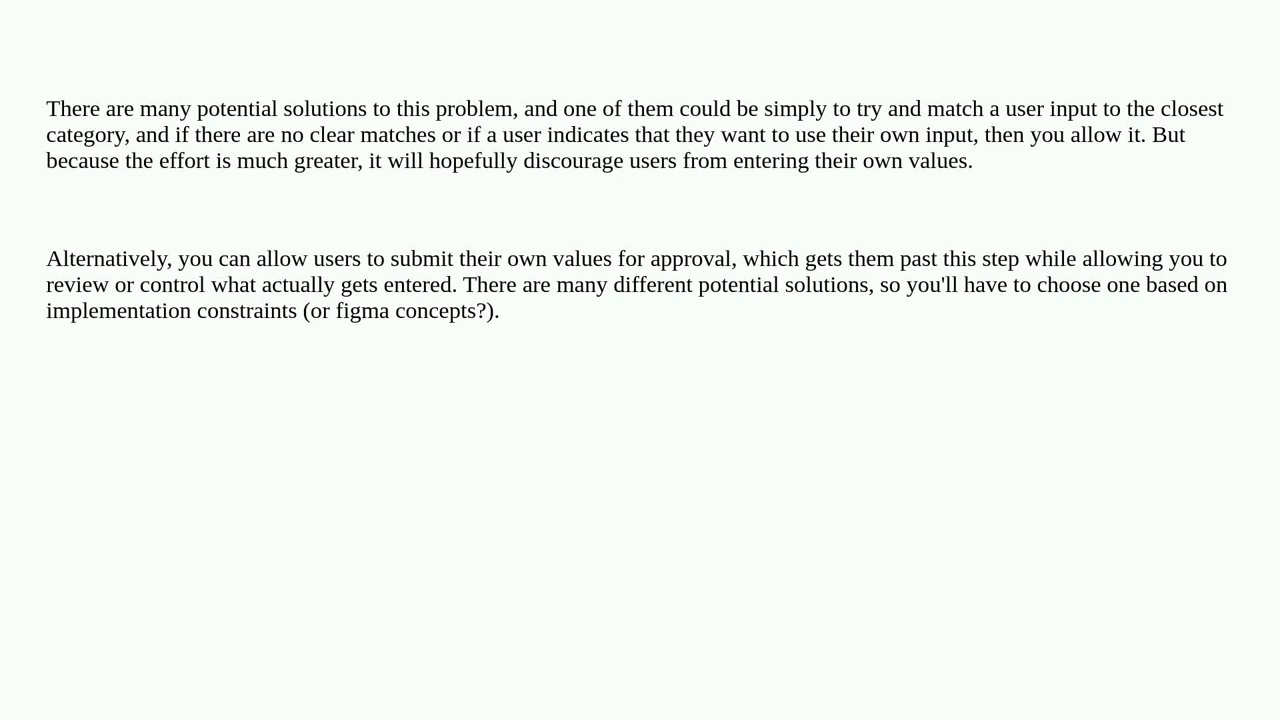 There are many potential solutions to this problem, and one of them could be simply to try and match a user input to the closest
category, and if there are no clear matches or if a user indicates that they want to use their own input, then you allow it. But
because the effort is much greater, it will hopefully discourage users from entering their own values.
Alternatively, you can allow users to submit their own values for approval, which gets them past this step while allowing you to
review or control what actually gets entered. There are many different potential solutions, so you'll have to choose one based on
implementation constraints (or figma concepts?).